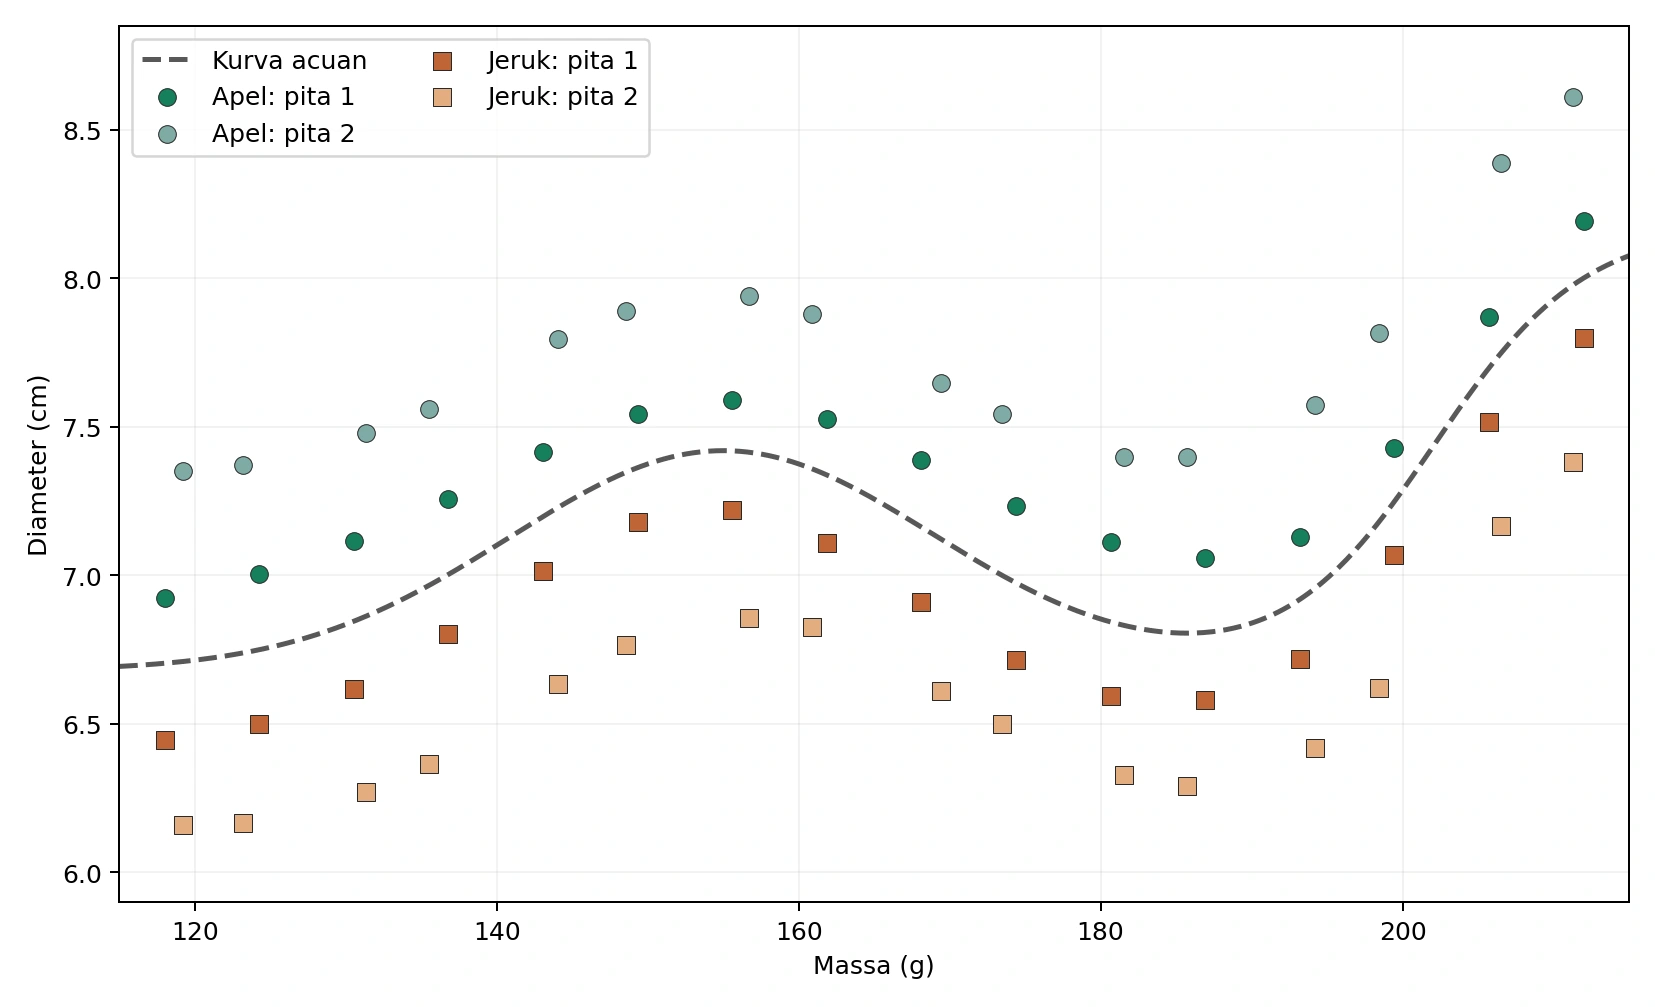 Kurva acuan
Apel: pita 1
Apel: pita 2
Jeruk: pita 1
Jeruk: pita 2
Diameter (cm)
8.5
8.0
7.5
7.0
6.5
6.0
120 140 160 180 200
Massa (g)